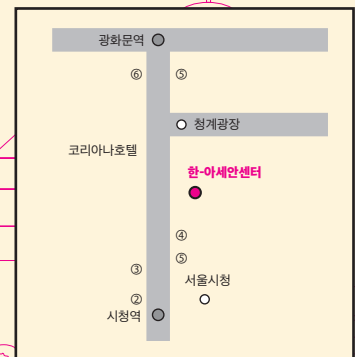 광화문역
⑥ ⑤
청계광장
코리아나호텔
한-아세안센터
④
⑤
③
서울시청
②
시청역